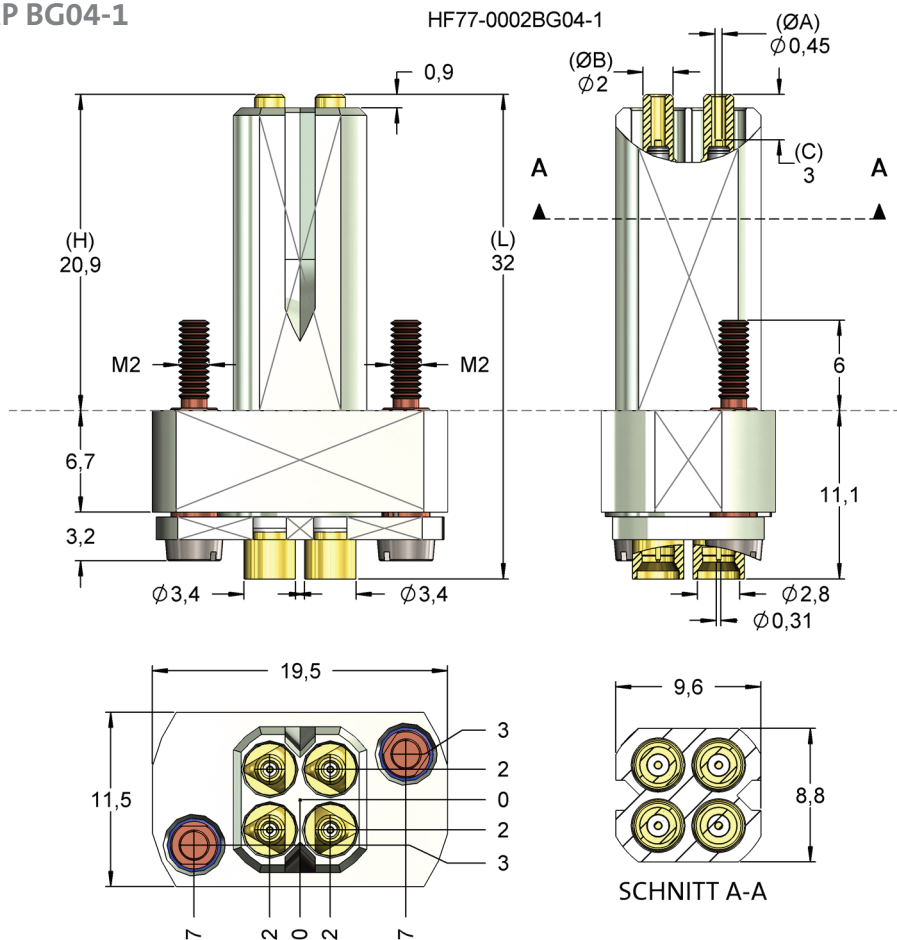 P BG04-1
HF77-0002BG04-1
(ØA)
Ø0,45
(ØB)
Ø2
0,9
(C)
3
A
A
(H)
20,9
(L)
32
M2
M2
6
6,7
11,1
3,2
Ø3,4
Ø3,4
Ø2,8
Ø0,31
19,5
9,6
3
2
0
2
3
11,5
8,8
7
2
0
2
7
SCHNITT A-A